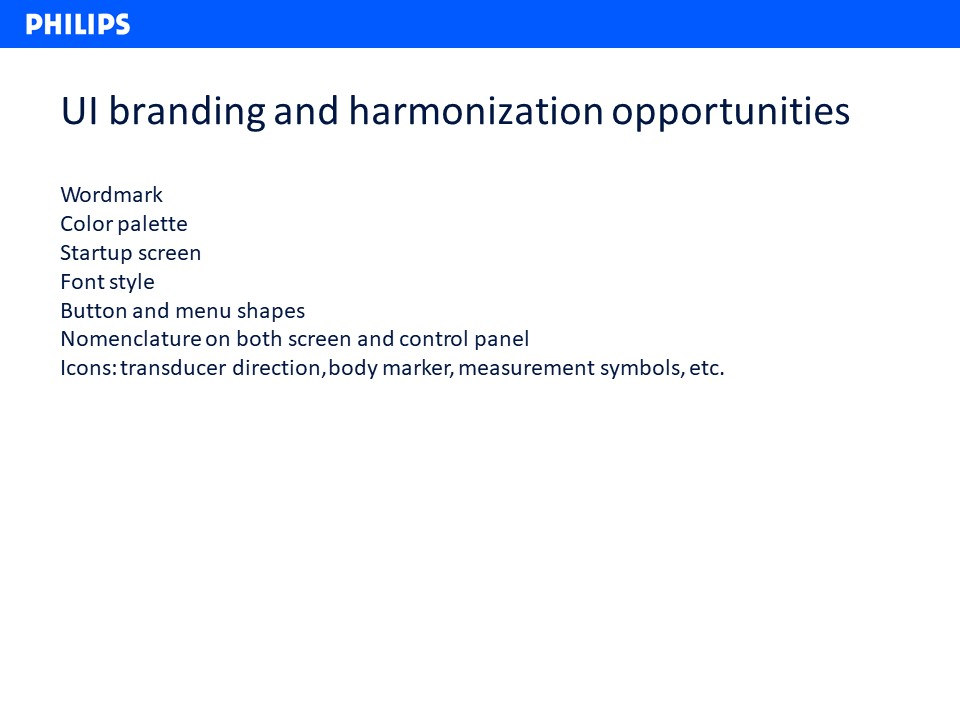 PHILIPS
UI branding and harmonization opportunities
Wordmark
Color palette
Startup screen
Font style
Button and menu shapes
Nomenclature on both screen and control panel
Icons: transducer direction, body marker, measurement symbols, etc.